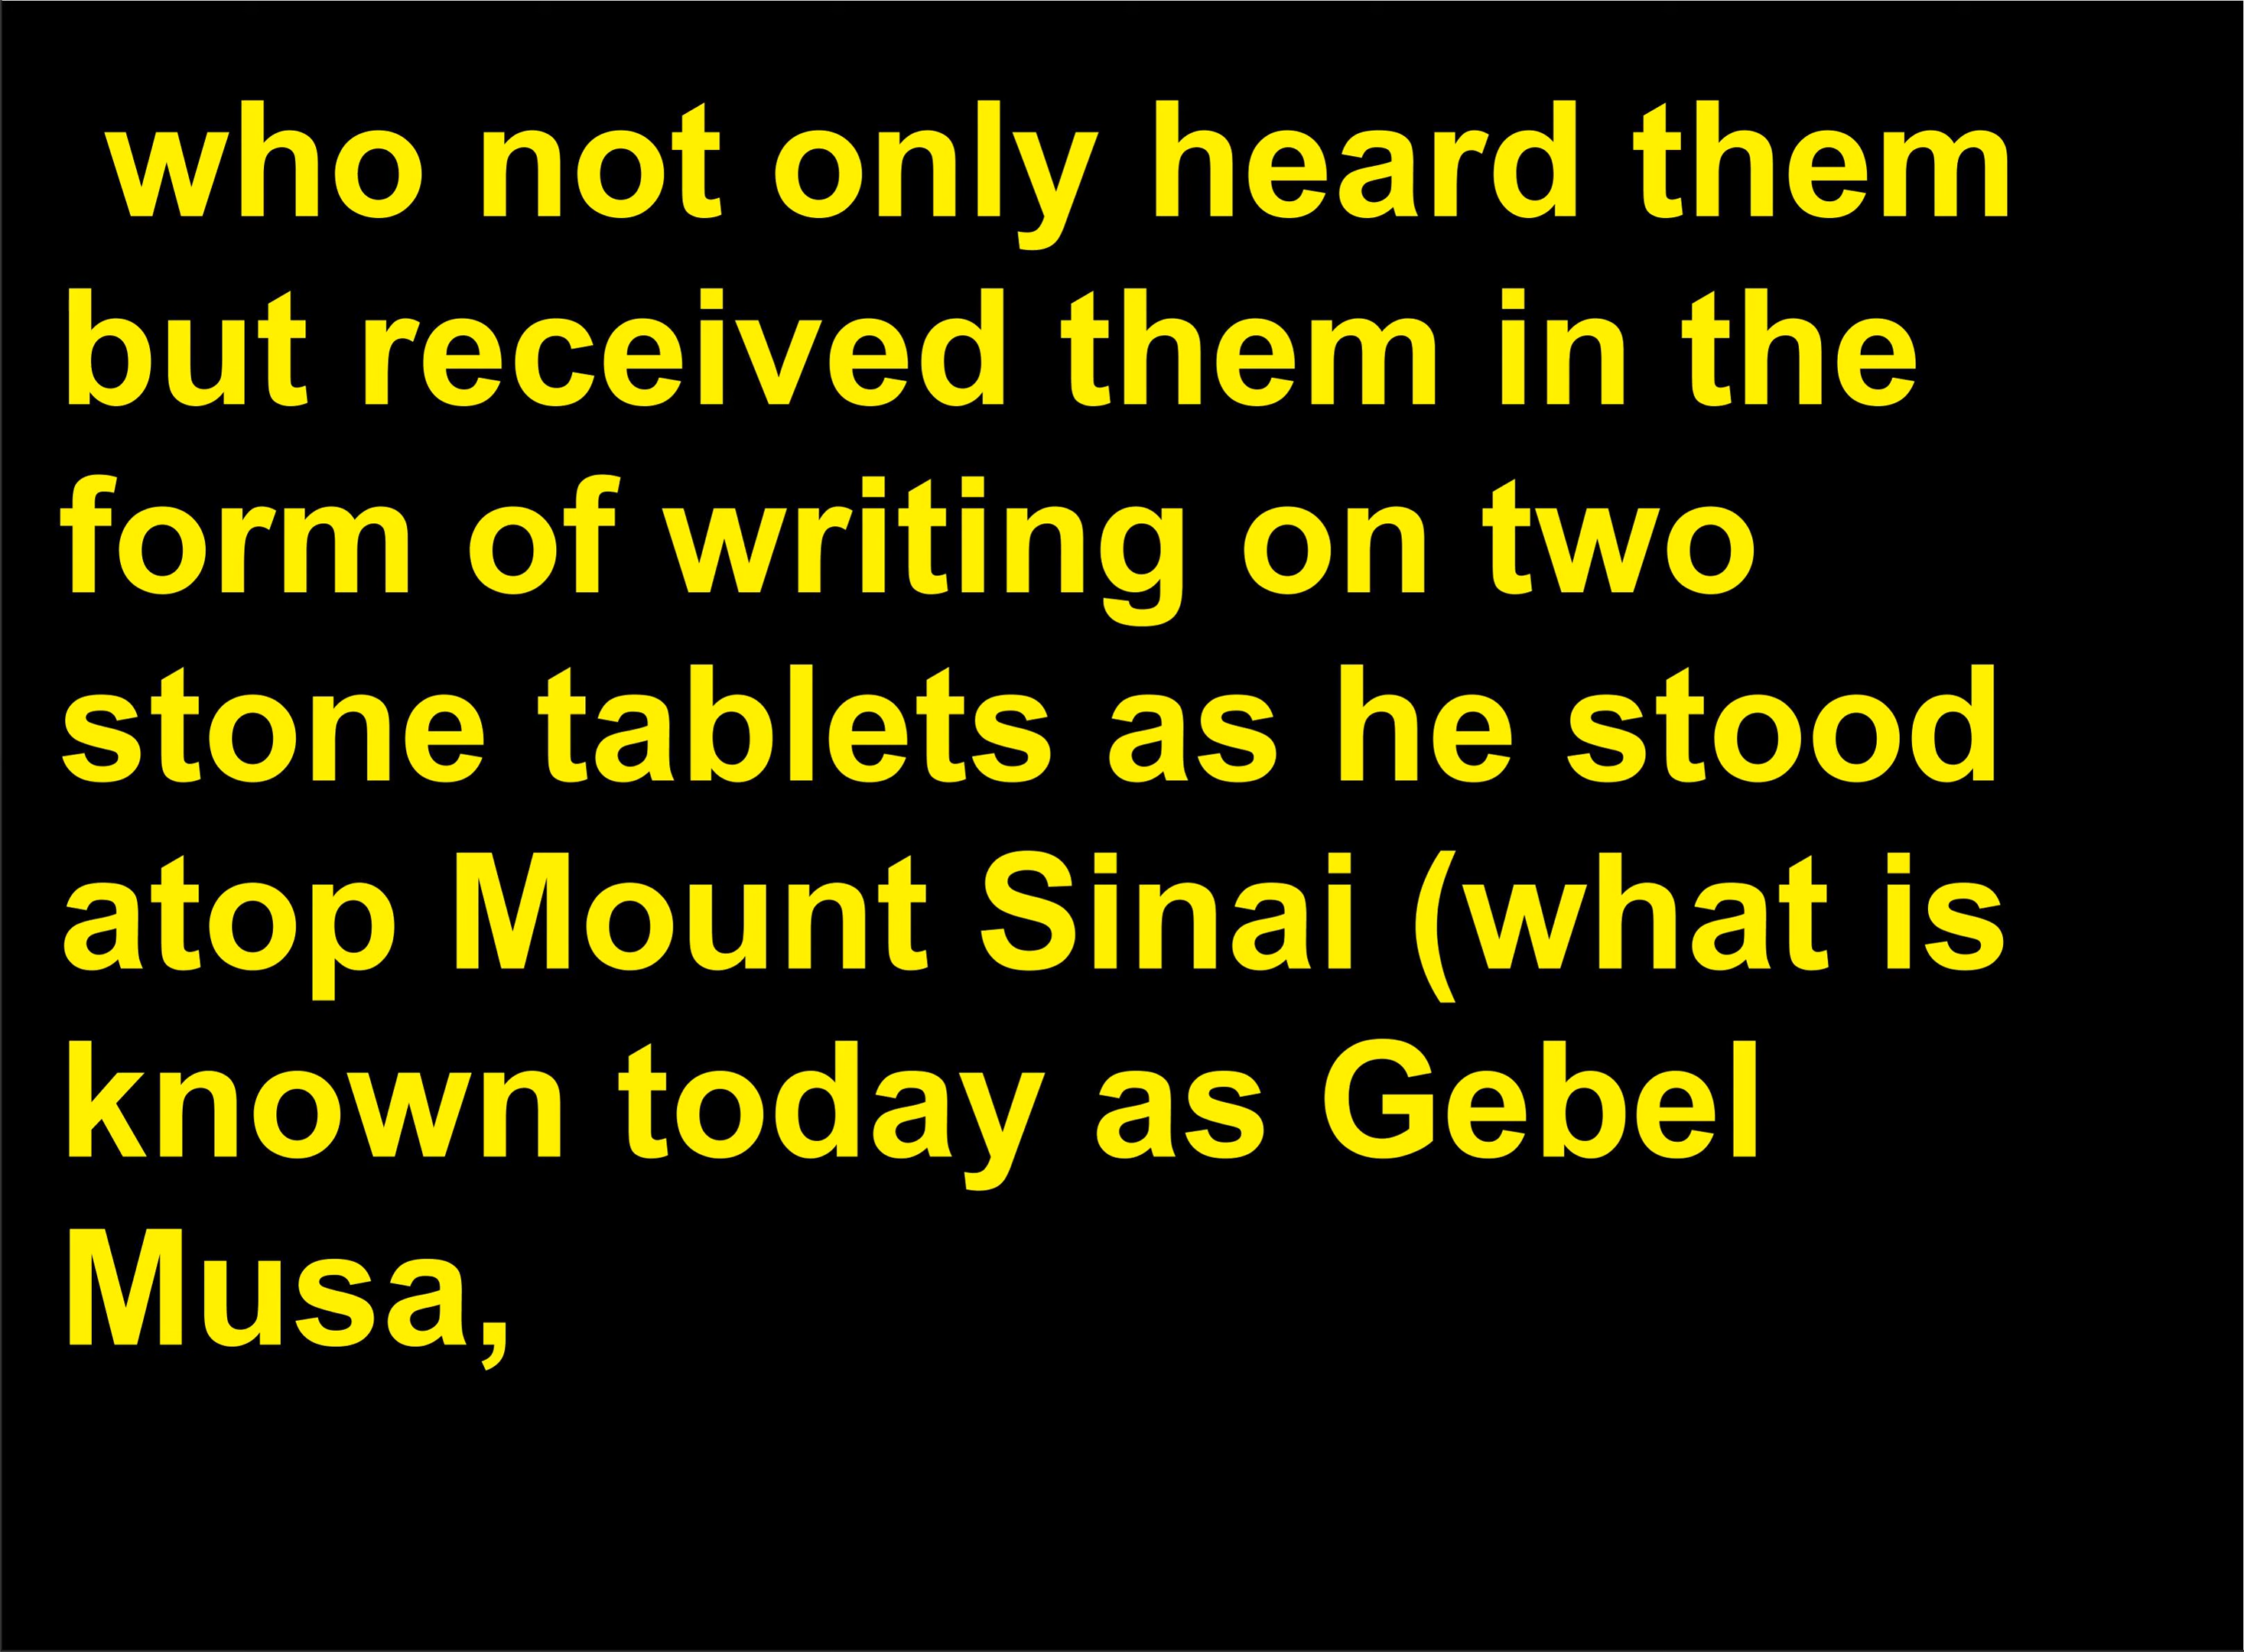 who not only heard them
but received them in the
form of writing on two
stone tablets as he stood
atop Mount Sinai (what is
known today as Gebel
Musa,